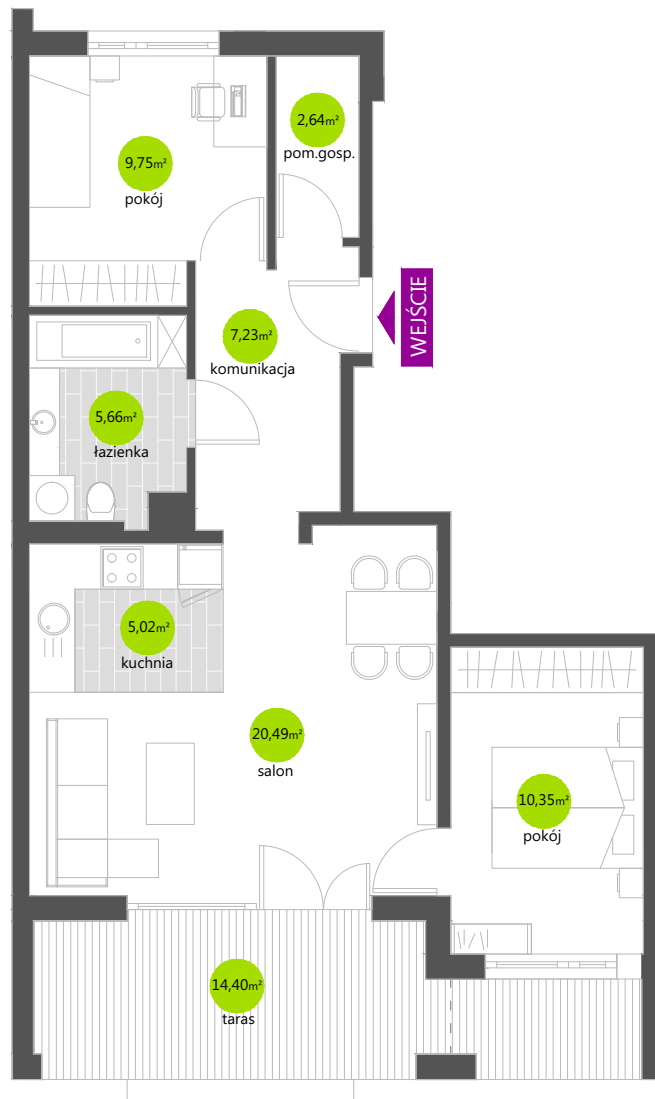 2,64m²
pom.gosp.
9,75m²
pokój
WEJŚCIE
7,23m²
komunikacja
5,66m²
łazienka
5,02m²
kuchnia
20,49m²
salon
10,35m²
pokój
14,40m²
taras